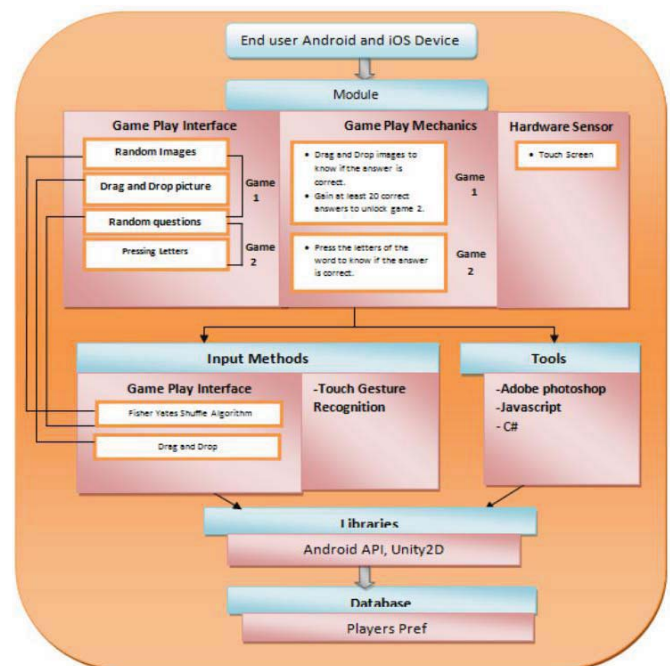 End user Android and iOS Device
Module
Game Play Interface
Random Images
Drag and Drop picture
Random questions
Pressing Letters
Game
1
Game
2
Game Play Mechanics
• Drag and Drop images to
know if the answer is
correct.
• Gain at least 20 correct
answers to unlock game 2.
Game
1
• Press the letters of the
word to know if the answer
is correct.
Game
2
Hardware Sensor
• Touch Screen
Input Methods
Game Play Interface
Fisher Yates Shuffle Algorithm
Drag and Drop
-Touch Gesture
Recognition
Tools
-Adobe photoshop
-Javascript
- C#
Libraries
Android API, Unity2D
Database
Players Pref